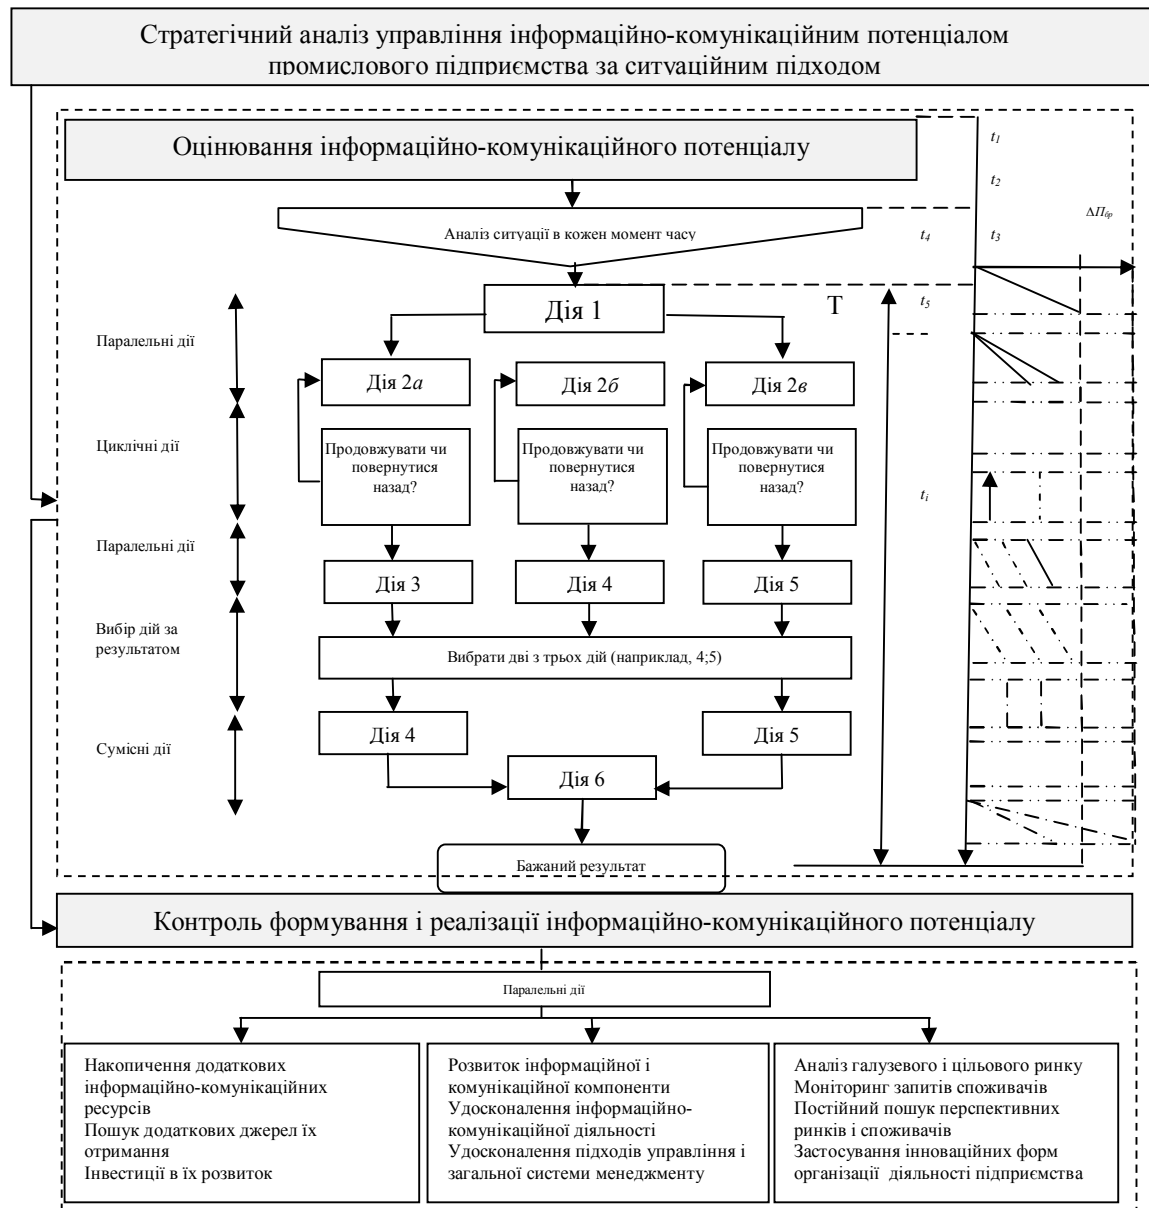 Стратегічний аналіз управління інформаційно-комунікаційним потенціалом
промислового підприємства за ситуаційним підходом
Оцінювання інформаційно-комунікаційного потенціалу
t1
t2
ΔПбр
Аналіз ситуації в кожен момент часу
t4
t3
Дія 1
Т
t5
Паралельні дії
Дія 2а
Дія 2б
Дія 2в
Циклічні дії
Продовжувати чи
повернутися
назад?
Продовжувати чи
повернутися
назад?
Продовжувати чи
повернутися
назад?
ti
Паралельні дії
Дія 3
Дія 4
Дія 5
Вибір дій за
результатом
Вибрати дві з трьох дій (наприклад, 4;5)
Сумісні дії
Дія 4
Дія 5
Дія 6
Бажаний результат
Контроль формування і реалізації інформаційно-комунікаційного потенціалу
Паралельні дії
Накопичення додаткових
інформаційно-комунікаційних
ресурсів
Пошук додаткових джерел їх
отримання
Інвестиції в їх розвиток
Розвиток інформаційної і
комунікаційної компоненти
Удосконалення інформаційно-
комунікаційної діяльності
Удосконалення підходів управління і
загальної системи менеджменту
Аналіз галузевого і цільового ринку
Моніторинг запитів споживачів
Постійний пошук перспективних
ринків і споживачів
Застосування інноваційних форм
організації діяльності підприємства